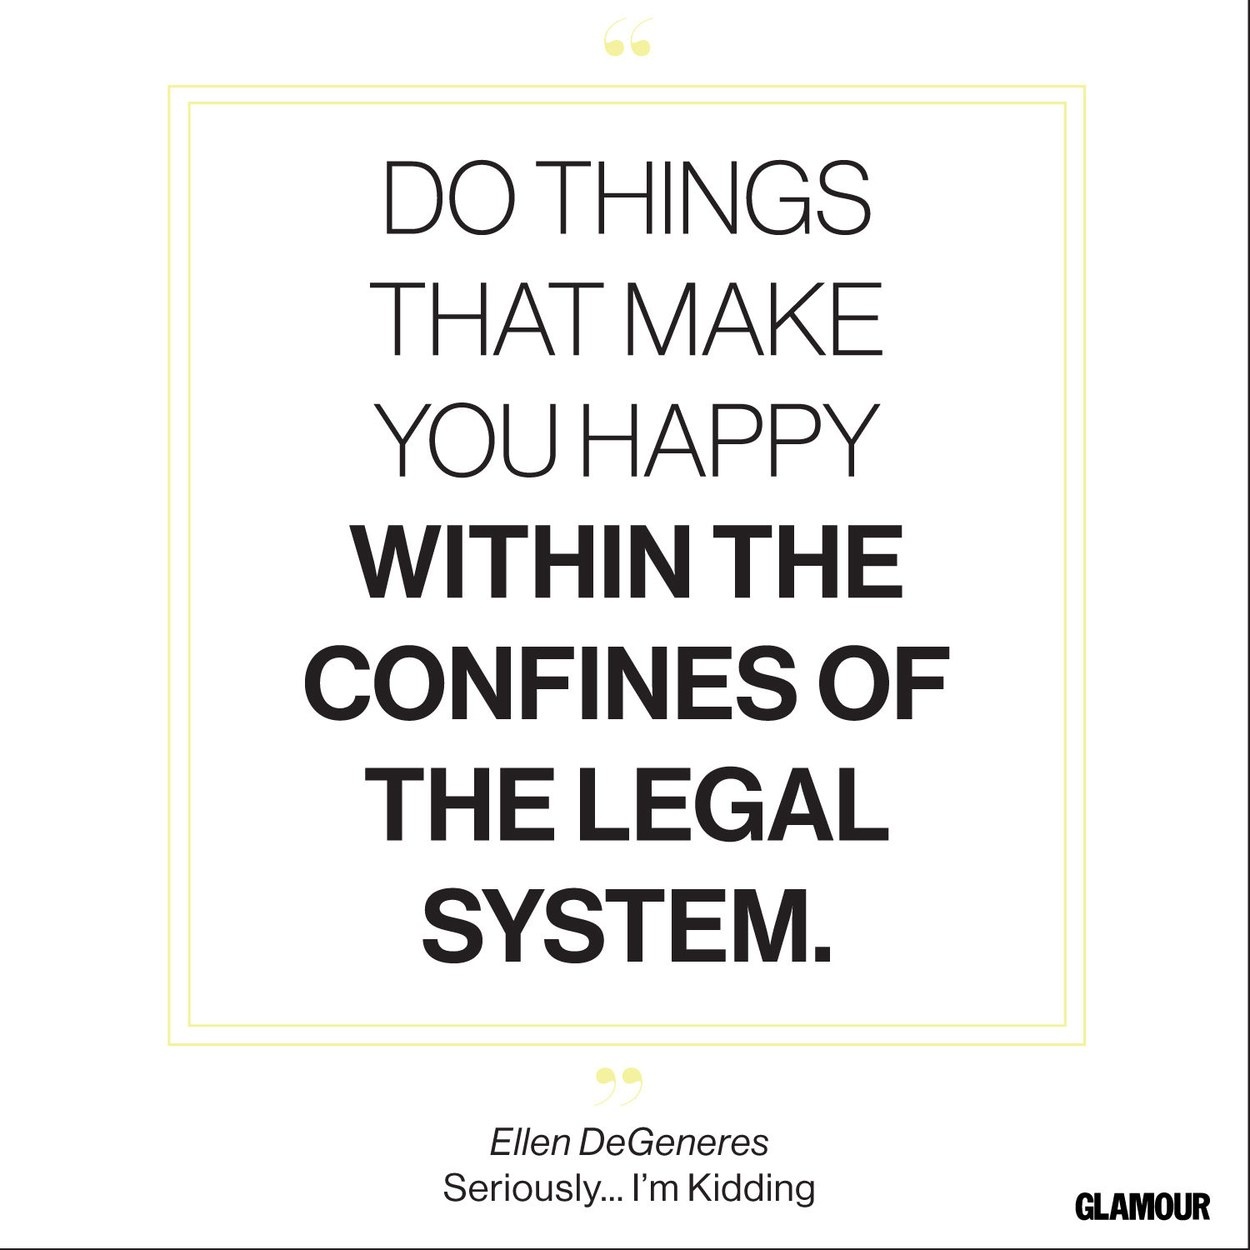 “
DO THINGS
THAT MAKE
YOU HAPPY
WITHIN THE
CONFINES OF
THE LEGAL
SYSTEM.
”
Ellen DeGeneres
Seriously... I’m Kidding
GLAMOUR